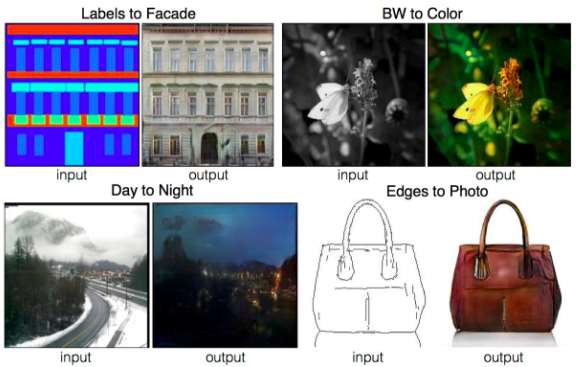 Labels to Facade
BW to Color
input
output
input
output
Day to Night
Edges to Photo
input
output
input
output